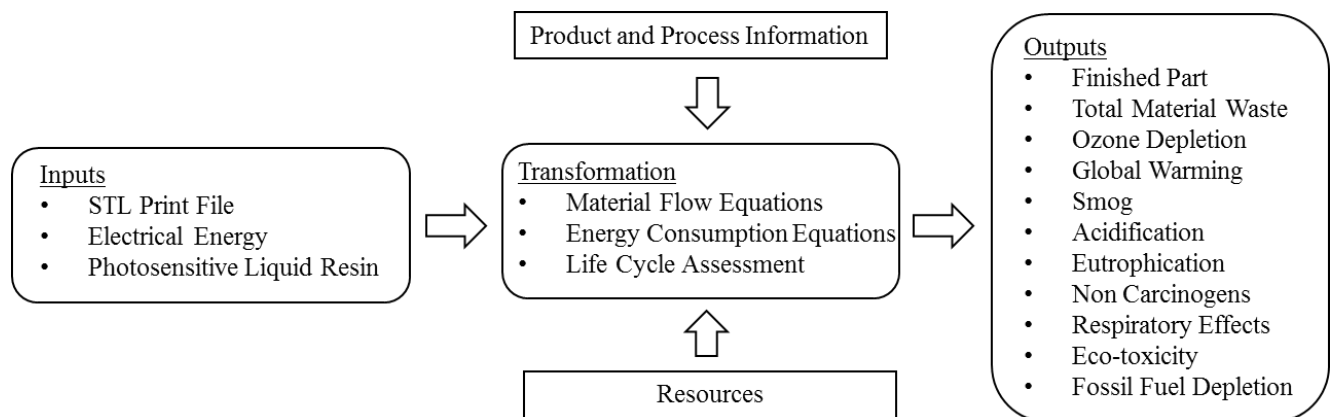 Product and Process Information
Inputs
• STL Print File
• Electrical Energy
• Photosensitive Liquid Resin
Transformation
• Material Flow Equations
• Energy Consumption Equations
• Life Cycle Assessment
Resources
Outputs
• Finished Part
• Total Material Waste
• Ozone Depletion
• Global Warming
• Smog
• Acidification
• Eutrophication
• Non Carcinogens
• Respiratory Effects
• Eco-toxicity
• Fossil Fuel Depletion